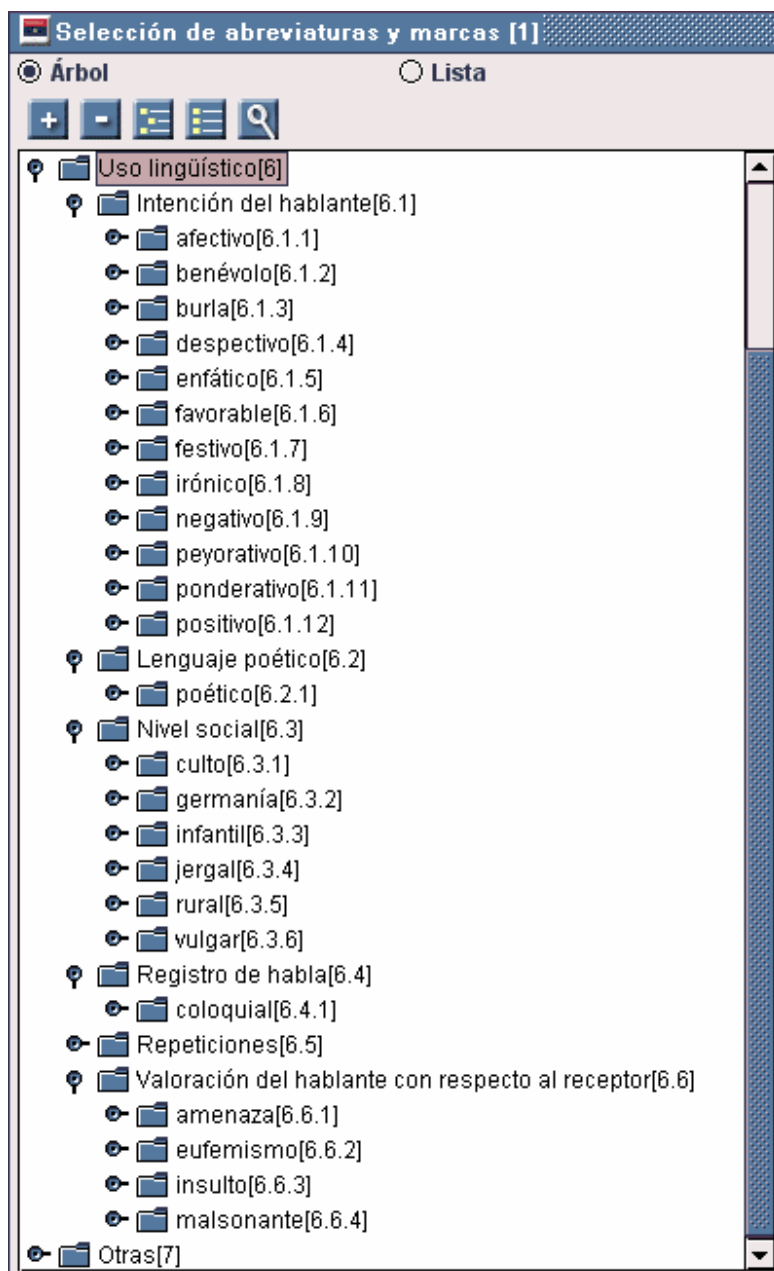 Selección de abreviaturas y marcas [1]
Árbol Lista
Uso lingüístico[6]
Intención del hablante[6.1]
afectivo[6.1.1]
benévolo[6.1.2]
burla[6.1.3]
despectivo[6.1.4]
enfático[6.1.5]
favorable[6.1.6]
festivo[6.1.7]
irónico[6.1.8]
negativo[6.1.9]
peyorativo[6.1.10]
ponderativo[6.1.11]
positivo[6.1.12]
Lenguaje poético[6.2]
poético[6.2.1]
Nivel social[6.3]
culto[6.3.1]
germanía[6.3.2]
infantil[6.3.3]
jergal[6.3.4]
rural[6.3.5]
vulgar[6.3.6]
Registro de habla[6.4]
coloquial[6.4.1]
Repeticiones[6.5]
Valoración del hablante con respecto al receptor[6.6]
amenaza[6.6.1]
eufemismo[6.6.2]
insulto[6.6.3]
malsonante[6.6.4]
Otras[7]